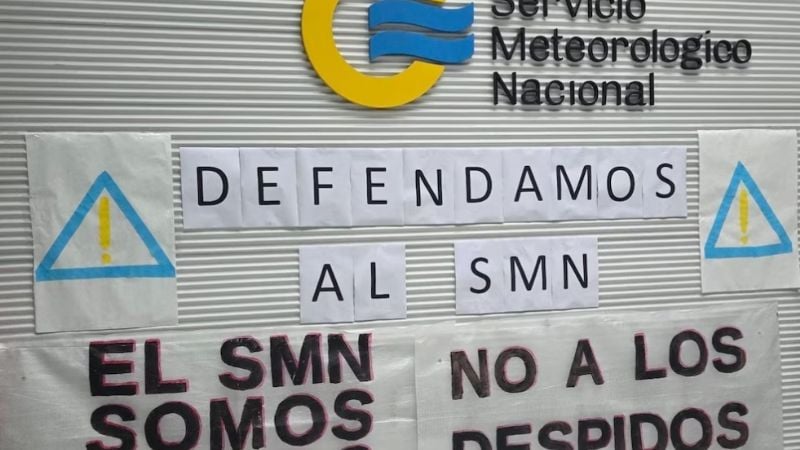 Servicio
Meteorologico
Nacional
DEFENDAMOS
AL SMN
EL SMN
SOMOS
NO A LOS
DESPIDOS